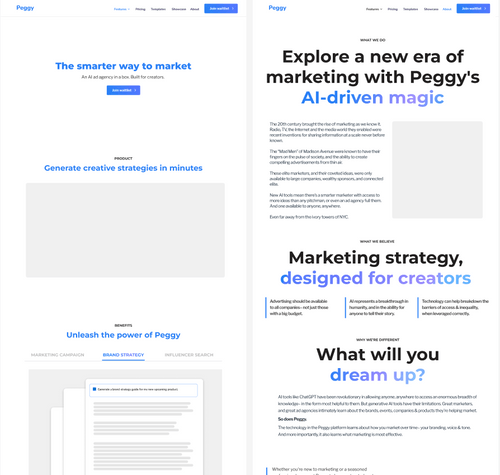 Peggy
Features Pricing Templates Showcase About Join waitlist
The smarter way to market
An AI ad agency in a box. Built for creators.
Join waitlist
PRODUCT
Generate creative strategies in minutes
BENEFITS
Unleash the power of Peggy
MARKETING CAMPAIGN BRAND STRATEGY INFLUENCER SEARCH
Generate a brand strategy guide for our new upcoming product.
Peggy
Features Pricing Templates Showcase About Join waitlist
WHAT WE DO
Explore a new era of
marketing with Peggy's
AI-driven magic
The 20th century brought the rise of marketing as we know it.
Radio, TV, the Internet and the media world they enabled were
recent inventions for sharing information at a scale never before
known.
The "Mad Men" of Madison Avenue were known to have their
fingers on the pulse of society, and the ability to create
compelling advertisements from thin air.
These elite marketers, and their coveted ideas, were only
available to large companies, wealthy sponsors, and connected
elite.
New AI tools mean there's a smarter marketer with access to
more ideas than any pitchman, or even an ad agency full them.
And one available to anyone, anywhere.
Even far away from the ivory towers of NYC.
WHAT WE BELIEVE
Marketing strategy,
designed for creators
Advertising should be available
to all companies - not just those
with a big budget.
AI represents a breakthrough in
humanity, and in the ability for
anyone to tell their story.
Technology can help breakdown the
barriers of access & inequality,
when leveraged correctly.
WHY WE'RE DIFFERENT
What will you
dream up?
AI tools like ChatGPT have been revolutionary in allowing anyone, anywhere to access an enormous breadth of
knowledge - in the form most helpful to them. But generative AI tools have their limitations. Great marketers,
and great ad agencies intimately learn about the brands, events, companies & products they're helping market.
So does Peggy.
The technology in the Peggy platform learns about how you market over time - your branding, voice & tone.
And more importantly, it also learns what marketing is most effective.
Whether you're new to marketing or a seasoned